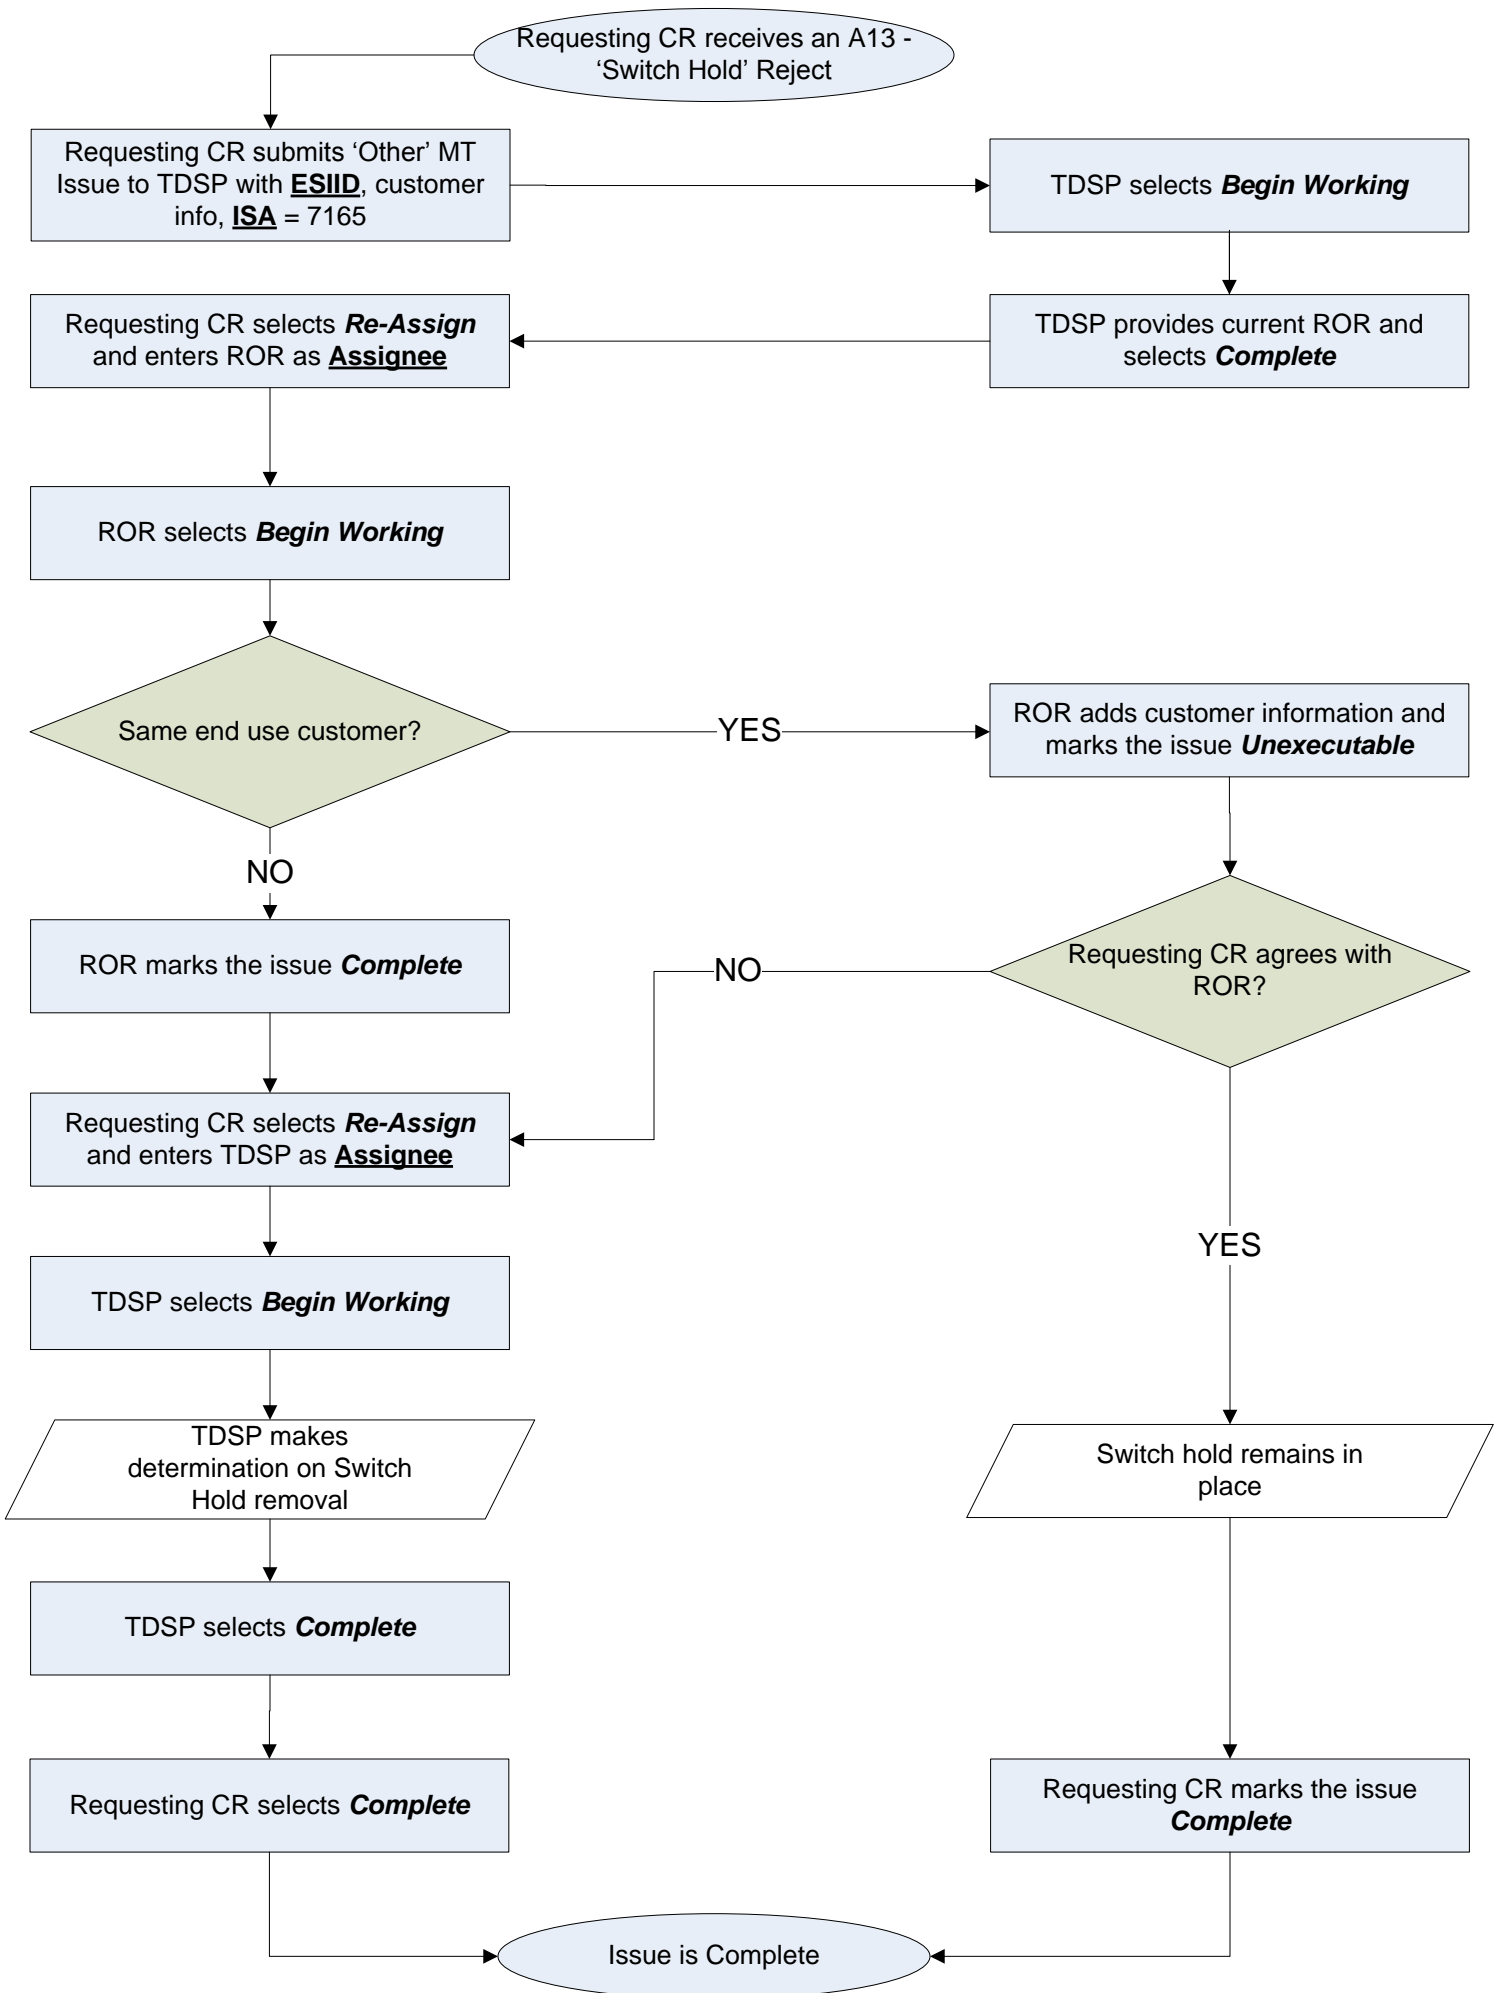 Requesting CR receives an A13 -
‘Switch Hold’ Reject
Requesting CR submits ‘Other’ MT
Issue to TDSP with ESIID, customer
info, ISA = 7165
TDSP selects Begin Working
Requesting CR selects Re-Assign
and enters ROR as Assignee
TDSP provides current ROR and
selects Complete
ROR selects Begin Working
Same end use customer?
YES
ROR adds customer information and
marks the issue Unexecutable
NO
ROR marks the issue Complete
NO
Requesting CR agrees with
ROR?
Requesting CR selects Re-Assign
and enters TDSP as Assignee
YES
TDSP selects Begin Working
TDSP makes
determination on Switch
Hold removal
Switch hold remains in
place
TDSP selects Complete
Requesting CR selects Complete
Requesting CR marks the issue
Complete
Issue is Complete